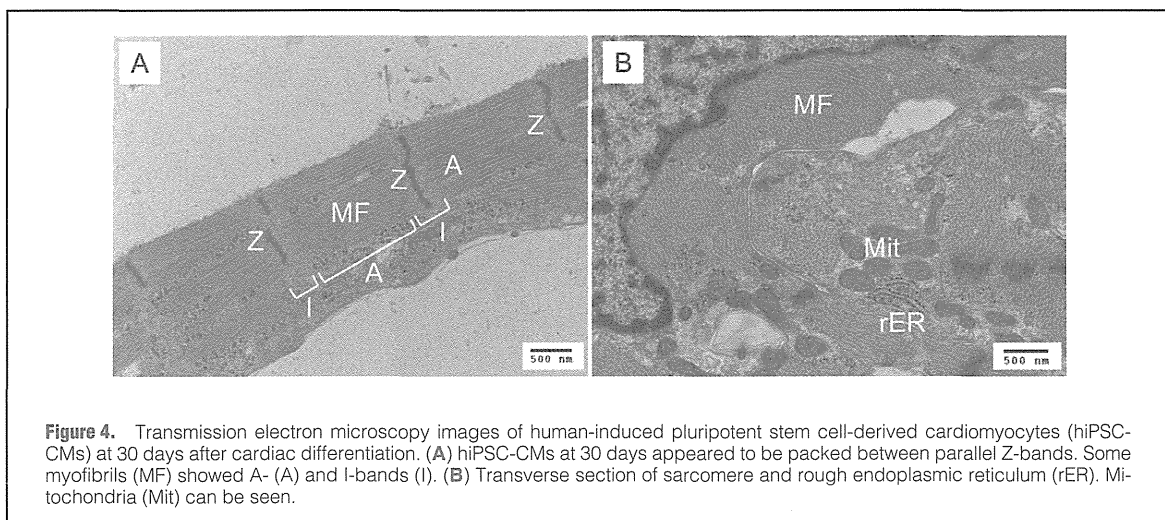 A
Z
Z
A
MF
Z
I
A
I
500 nm
B
MF
Mit
rER
500 nm
Figure 4. Transmission electron microscopy images of human-induced pluripotent stem cell-derived cardiomyocytes (hiPSC-
CMs) at 30 days after cardiac differentiation. (A) hiPSC-CMs at 30 days appeared to be packed between parallel Z-bands. Some
myofibrils (MF) showed A- (A) and I-bands (I). (B) Transverse section of sarcomere and rough endoplasmic reticulum (rER). Mi-
tochondria (Mit) can be seen.